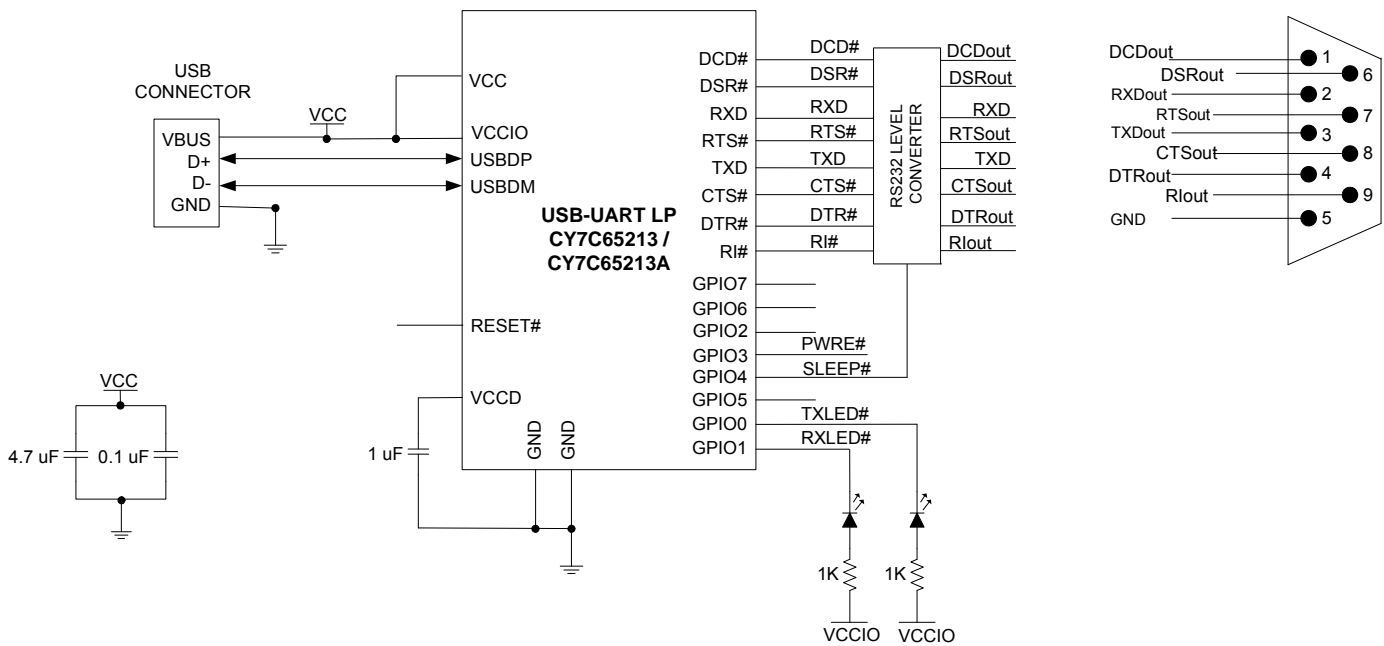 USB
CONNECTOR
VBUS
D+
D-
GND
VCC
VCC
VCCIO
USBDP
USBDM
RESET#
VCCD
GND
GND
USB-UART LP
CY7C65213 /
CY7C65213A
DCD#
DSR#
RXD
RTS#
TXD
CTS#
DTR#
RI#
GPIO7
GPIO6
GPIO2
GPIO3
GPIO4
GPIO5
GPIO0
GPIO1
DCD#
DSR#
RXD
RTS#
TXD
CTS#
DTR#
RI#
PWRE#
SLEEP#
TXLED#
RXLED#
RS232 LEVEL
CONVERTER
DCDout
DSRout
RXD
RTSout
TXD
CTSout
DTRout
RIout
DCDout 1
DSRout 6
RXDout 2
RTSout 7
TXDout 3
CTSout 8
DTRout 4
RIout 9
GND 5
VCC
4.7 uF
0.1 uF
1 uF
1K
1K
VCCIO
VCCIO